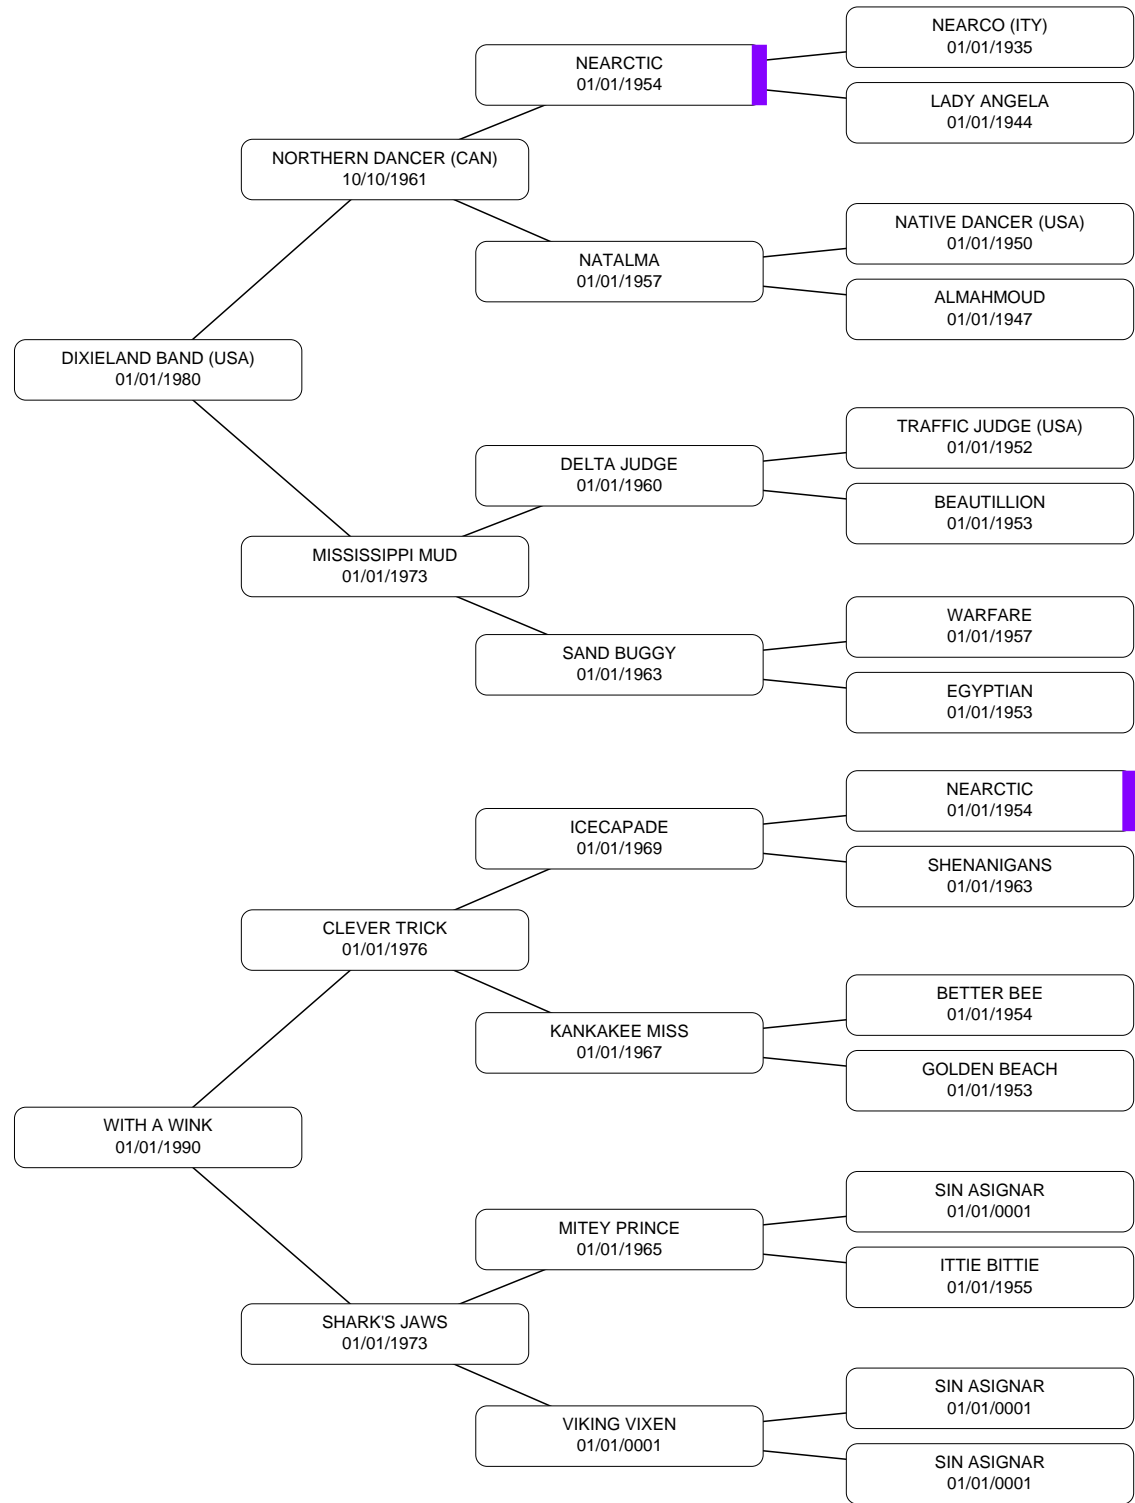 NEARCO (ITY)
01/01/1935
NEARCTIC
01/01/1954
LADY ANGELA
01/01/1944
NORTHERN DANCER (CAN)
10/10/1961
NATIVE DANCER (USA)
01/01/1950
NATALMA
01/01/1957
ALMAHMOUD
01/01/1947
DIXIELAND BAND (USA)
01/01/1980
TRAFFIC JUDGE (USA)
01/01/1952
DELTA JUDGE
01/01/1960
BEAUTILLION
01/01/1953
MISSISSIPPI MUD
01/01/1973
WARFARE
01/01/1957
SAND BUGGY
01/01/1963
EGYPTIAN
01/01/1953
NEARCTIC
01/01/1954
ICECAPADE
01/01/1969
SHENANIGANS
01/01/1963
CLEVER TRICK
01/01/1976
BETTER BEE
01/01/1954
KANKAKEE MISS
01/01/1967
GOLDEN BEACH
01/01/1953
WITH A WINK
01/01/1990
SIN ASIGNAR
01/01/0001
MITEY PRINCE
01/01/1965
ITTIE BITTIE
01/01/1955
SHARK'S JAWS
01/01/1973
SIN ASIGNAR
01/01/0001
VIKING VIXEN
01/01/0001
SIN ASIGNAR
01/01/0001